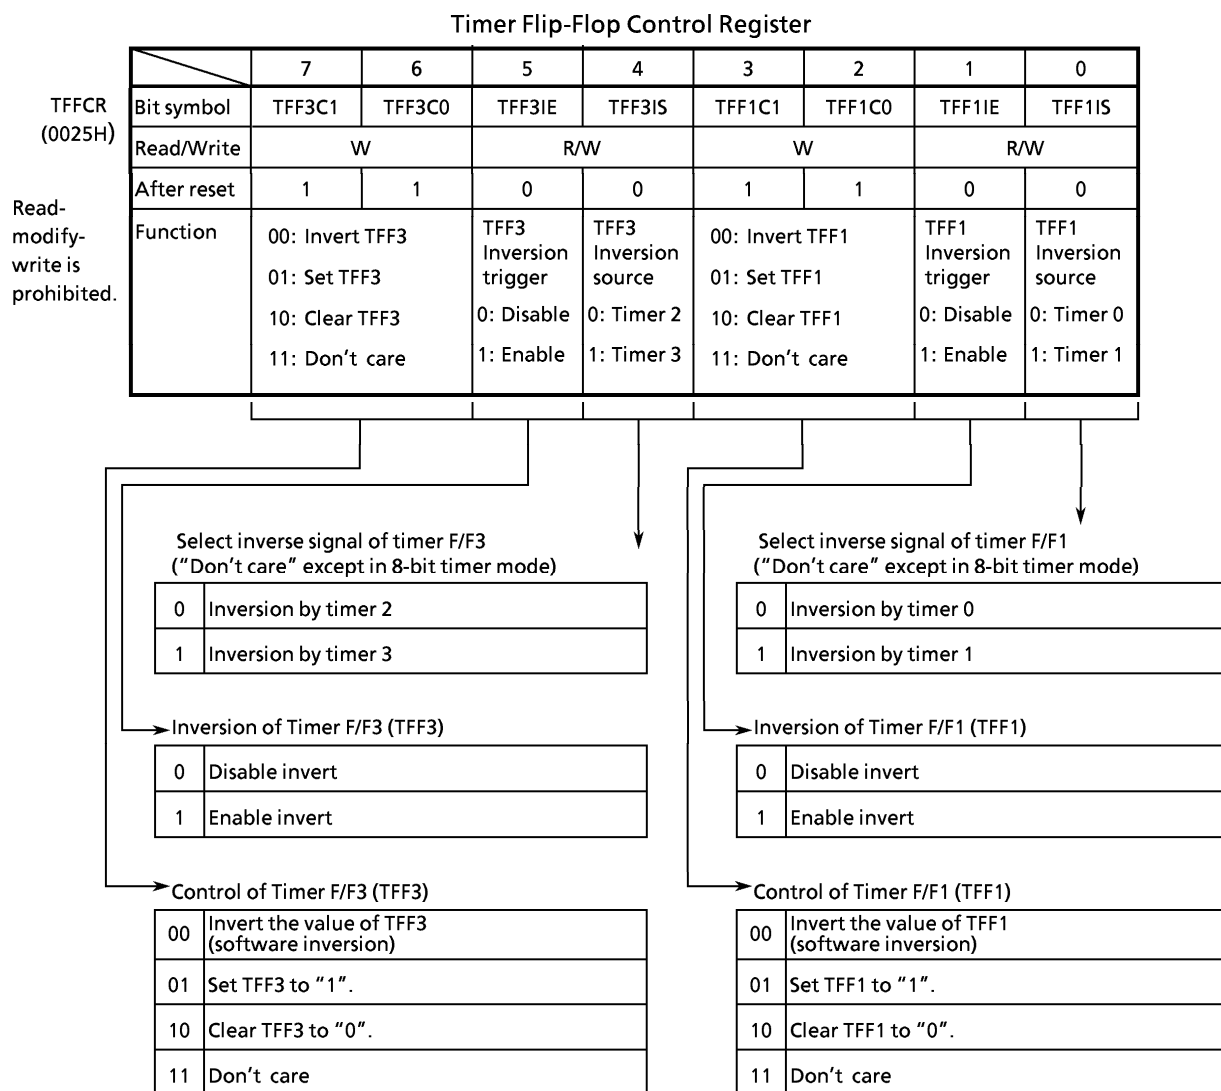 Timer Flip-Flop Control Register
7 6 5 4 3 2 1 0
TFFCR
(0025H)
Bit symbol TFF3C1 TFF3C0 TFF3IE TFF3IS TFF1C1 TFF1C0 TFF1IE TFF1IS
Read/Write W R/W W R/W
After reset 1 1 0 0 1 1 0 0
Read-
modify-
write is
prohibited.
Function
00: Invert TFF3
01: Set TFF3
10: Clear TFF3
11: Don't care
TFF3
Inversion
trigger
0: Disable
1: Enable
TFF3
Inversion
source
0: Timer 2
1: Timer 3
00: Invert TFF1
01: Set TFF1
10: Clear TFF1
11: Don't care
TFF1
Inversion
trigger
0: Disable
1: Enable
TFF1
Inversion
source
0: Timer 0
1: Timer 1
Select inverse signal of timer F/F3
(“Don't care” except in 8-bit timer mode)
0 Inversion by timer 2
1 Inversion by timer 3
Inversion of Timer F/F3 (TFF3)
0 Disable invert
1 Enable invert
Control of Timer F/F3 (TFF3)
00 Invert the value of TFF3
(software inversion)
01 Set TFF3 to “1”.
10 Clear TFF3 to “0”.
11 Don't care
Select inverse signal of timer F/F1
(“Don't care” except in 8-bit timer mode)
0 Inversion by timer 0
1 Inversion by timer 1
Inversion of Timer F/F1 (TFF1)
0 Disable invert
1 Enable invert
Control of Timer F/F1 (TFF1)
00 Invert the value of TFF1
(software inversion)
01 Set TFF1 to “1”.
10 Clear TFF1 to “0”.
11 Don't care